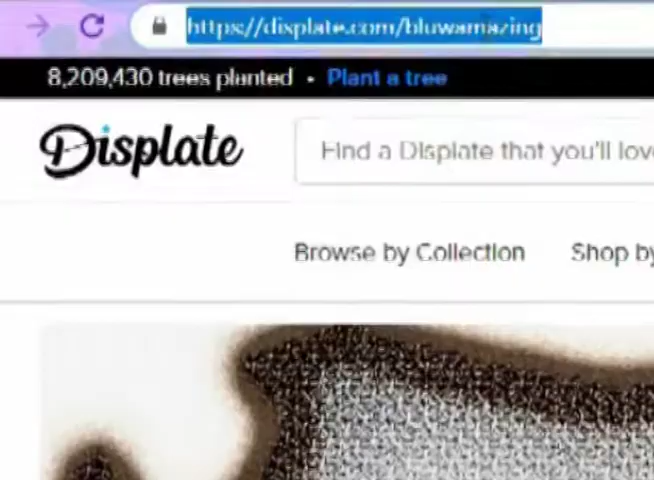 https://displate.com/bluwamazing
8,209,430 trees planted • Plant a tree
Displate
Find a Displate that you'll love
Browse by Collection Shop by